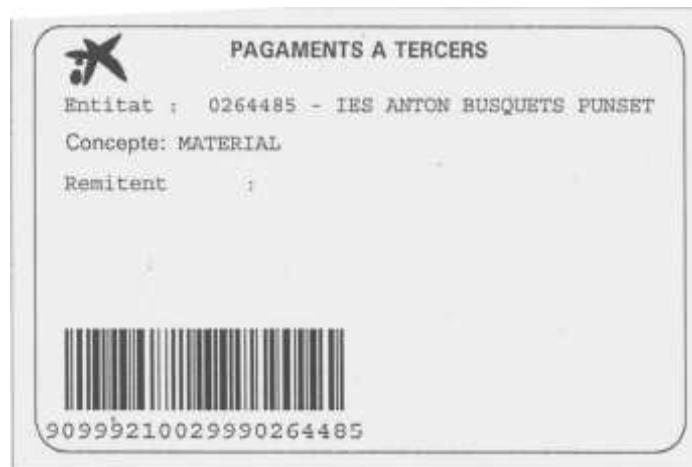 PAGAMENTS A TERCERS
Entitat : 0264485 - IES ANTON BUSQUETS PUNSET
Concepte: MATERIAL
Remitent :
90999210029990264485